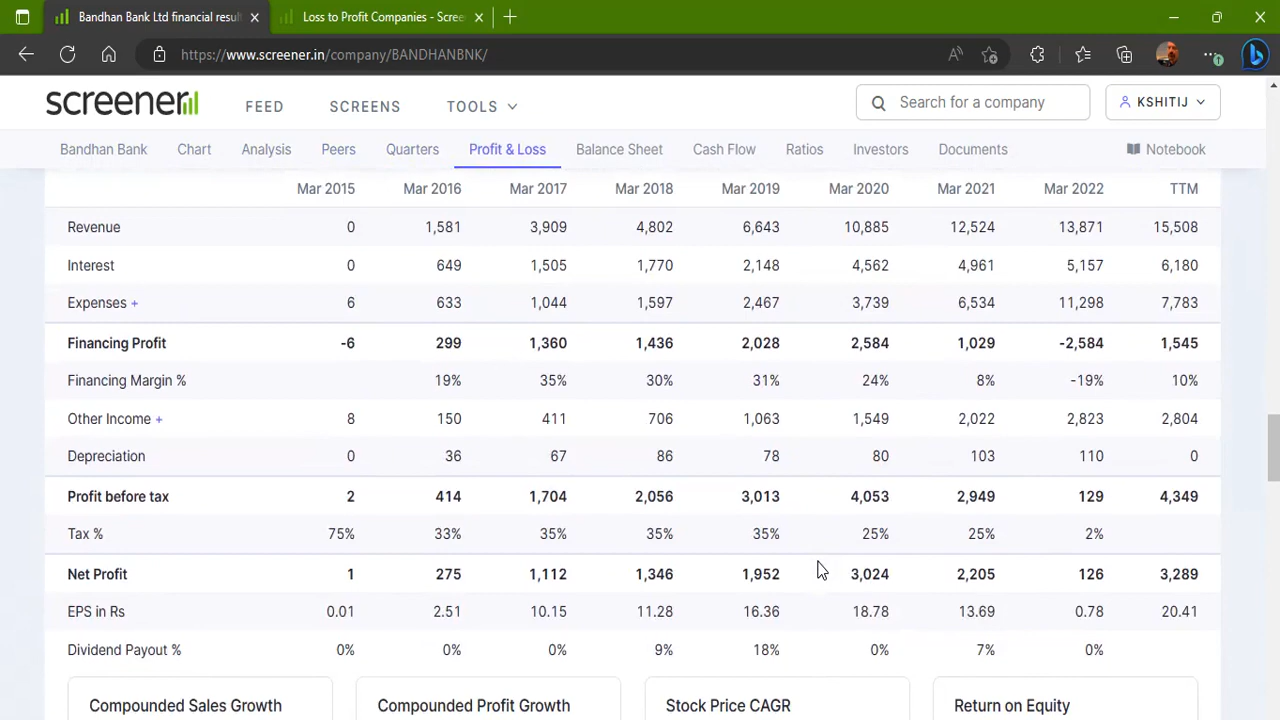 Bandhan Bank Ltd financial resul
Loss to Profit Companies - Scree
https://www.screener.in/company/BANDHANBNK/
screener
FEED SCREENS TOOLS
Search for a company
KSHITIJ
Bandhan Bank Chart Analysis Peers Quarters Profit & Loss Balance Sheet Cash Flow Ratios Investors Documents Notebook
Mar 2015 Mar 2016 Mar 2017 Mar 2018 Mar 2019 Mar 2020 Mar 2021 Mar 2022 TTM
Revenue 0 1,581 3,909 4,802 6,643 10,885 12,524 13,871 15,508
Interest 0 649 1,505 1,770 2,148 4,562 4,961 5,157 6,180
Expenses + 6 633 1,044 1,597 2,467 3,739 6,534 11,298 7,783
Financing Profit -6 299 1,360 1,436 2,028 2,584 1,029 -2,584 1,545
Financing Margin % 19% 35% 30% 31% 24% 8% -19% 10%
Other Income + 8 150 411 706 1,063 1,549 2,022 2,823 2,804
Depreciation 0 36 67 86 78 80 103 110 0
Profit before tax 2 414 1,704 2,056 3,013 4,053 2,949 129 4,349
Tax % 75% 33% 35% 35% 35% 25% 25% 2%
Net Profit 1 275 1,112 1,346 1,952 3,024 2,205 126 3,289
EPS in Rs 0.01 2.51 10.15 11.28 16.36 18.78 13.69 0.78 20.41
Dividend Payout % 0% 0% 0% 9% 18% 0% 7% 0%
Compounded Sales Growth Compounded Profit Growth Stock Price CAGR Return on Equity